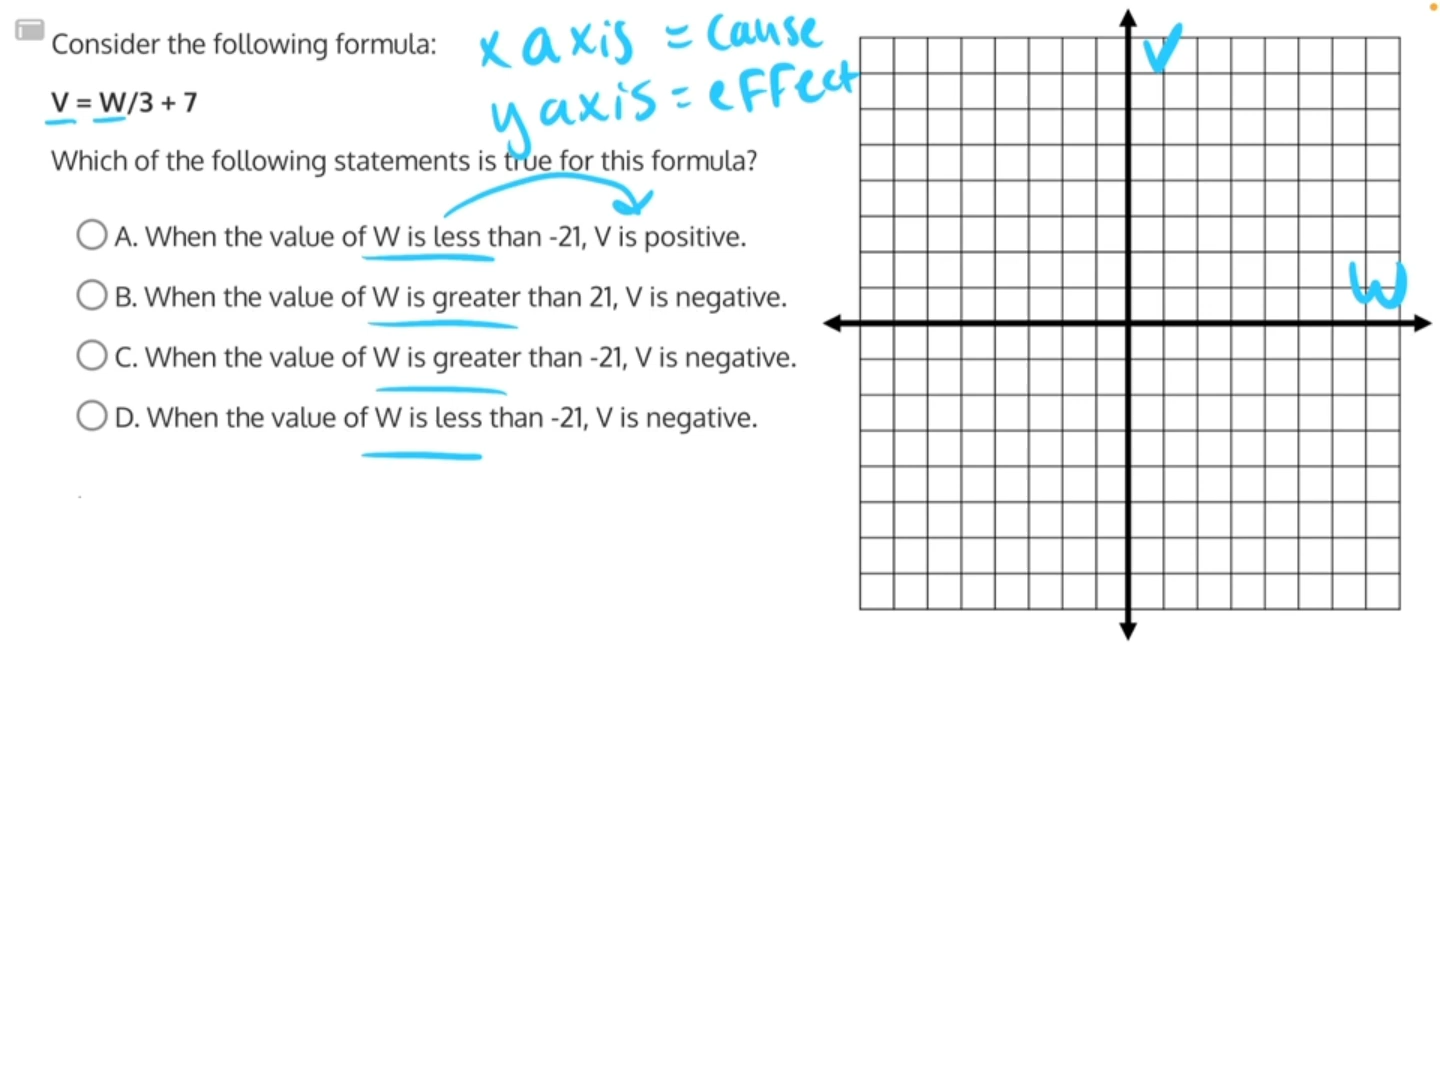 Consider the following formula:
x axis = cause
V = W/3 + 7
y axis = effect
Which of the following statements is true for this formula?
A. When the value of W is less than -21, V is positive.
B. When the value of W is greater than 21, V is negative.
C. When the value of W is greater than -21, V is negative.
D. When the value of W is less than -21, V is negative.
V
W